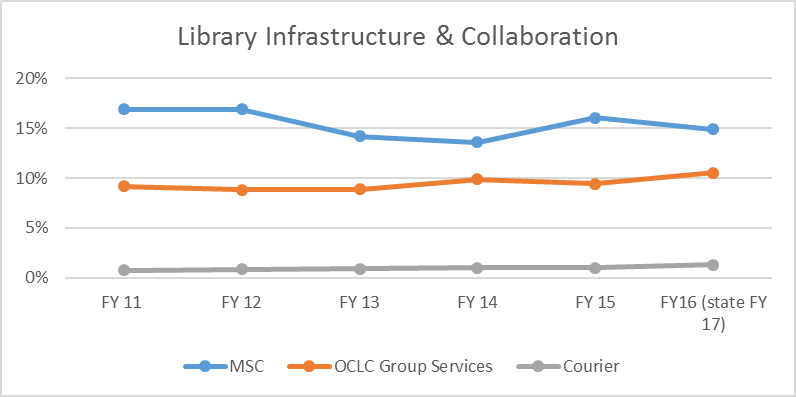 Library Infrastructure & Collaboration
20%
15%
10%
5%
0%
FY 11 FY 12 FY 13 FY 14 FY 15 FY16 (state FY
17)
MSC OCLC Group Services Courier